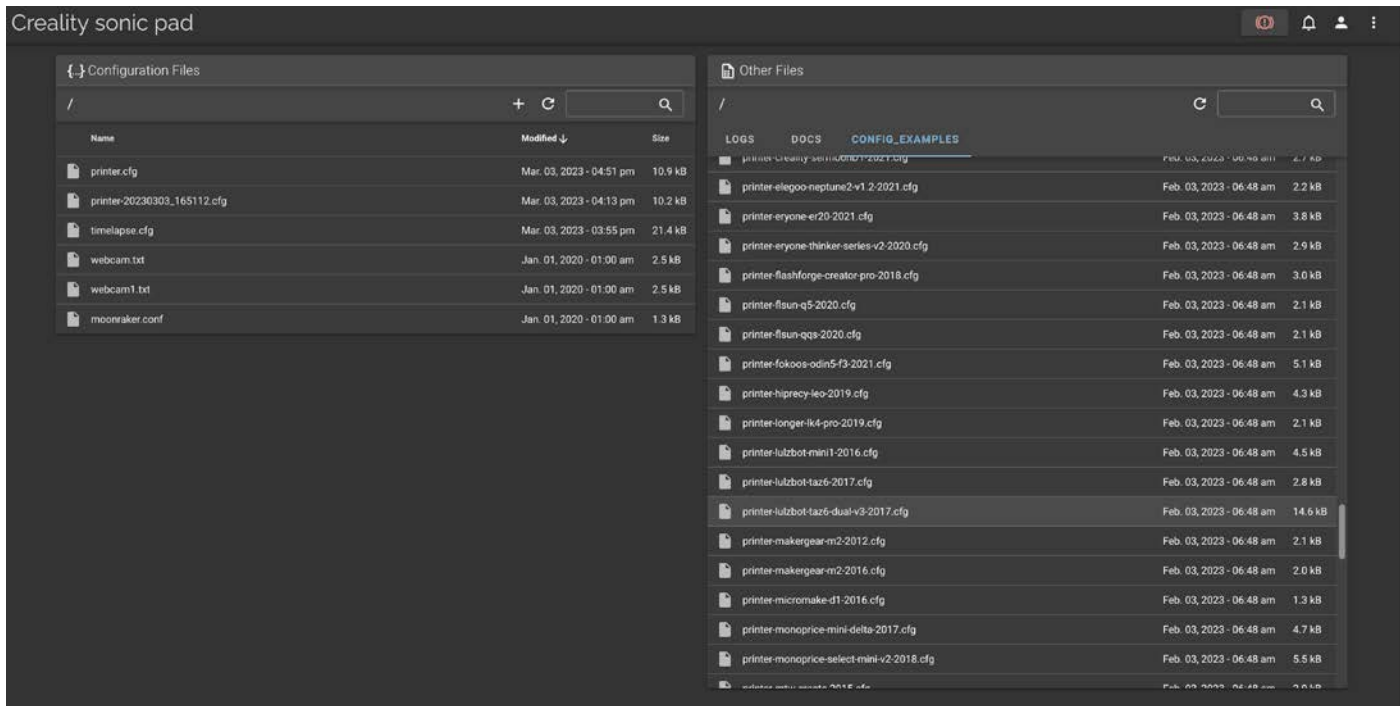 Creality sonic pad
{..} Configuration Files
/
Name Modified Size
printer.cfg Mar. 03, 2023 - 04:51 pm 10.9 kB
printer-20230303_165112.cfg Mar. 03, 2023 - 04:13 pm 10.2 kB
timelapse.cfg Mar. 03, 2023 - 03:55 pm 21.4 kB
webcam.txt Jan. 01, 2020 - 01:00 am 2.5 kB
webcam1.txt Jan. 01, 2020 - 01:00 am 2.5 kB
moonraker.conf Jan. 01, 2020 - 01:00 am 1.3 kB
Other Files
/
LOGS DOCS CONFIG_EXAMPLES
printer-elegoo-neptune2-v1.2-2021.cfg Feb. 03, 2023 - 06:48 am 2.2 kB
printer-eryone-er20-2021.cfg Feb. 03, 2023 - 06:48 am 3.8 kB
printer-eryone-thinker-series-v2-2020.cfg Feb. 03, 2023 - 06:48 am 2.9 kB
printer-flashforge-creator-pro-2018.cfg Feb. 03, 2023 - 06:48 am 3.0 kB
printer-flsun-q5-2020.cfg Feb. 03, 2023 - 06:48 am 2.1 kB
printer-flsun-qqs-2020.cfg Feb. 03, 2023 - 06:48 am 2.1 kB
printer-fokoos-odin5-f3-2021.cfg Feb. 03, 2023 - 06:48 am 5.1 kB
printer-hiprecy-leo-2019.cfg Feb. 03, 2023 - 06:48 am 4.3 kB
printer-longer-lk4-pro-2019.cfg Feb. 03, 2023 - 06:48 am 2.1 kB
printer-lulzbot-mini1-2016.cfg Feb. 03, 2023 - 06:48 am 4.5 kB
printer-lulzbot-taz6-2017.cfg Feb. 03, 2023 - 06:48 am 2.8 kB
printer-lulzbot-taz6-dual-v3-2017.cfg Feb. 03, 2023 - 06:48 am 14.6 kB
printer-makergear-m2-2012.cfg Feb. 03, 2023 - 06:48 am 2.1 kB
printer-makergear-m2-2016.cfg Feb. 03, 2023 - 06:48 am 2.0 kB
printer-micromake-d1-2016.cfg Feb. 03, 2023 - 06:48 am 1.3 kB
printer-monoprice-mini-delta-2017.cfg Feb. 03, 2023 - 06:48 am 4.7 kB
printer-monoprice-select-mini-v2-2018.cfg Feb. 03, 2023 - 06:48 am 5.5 kB